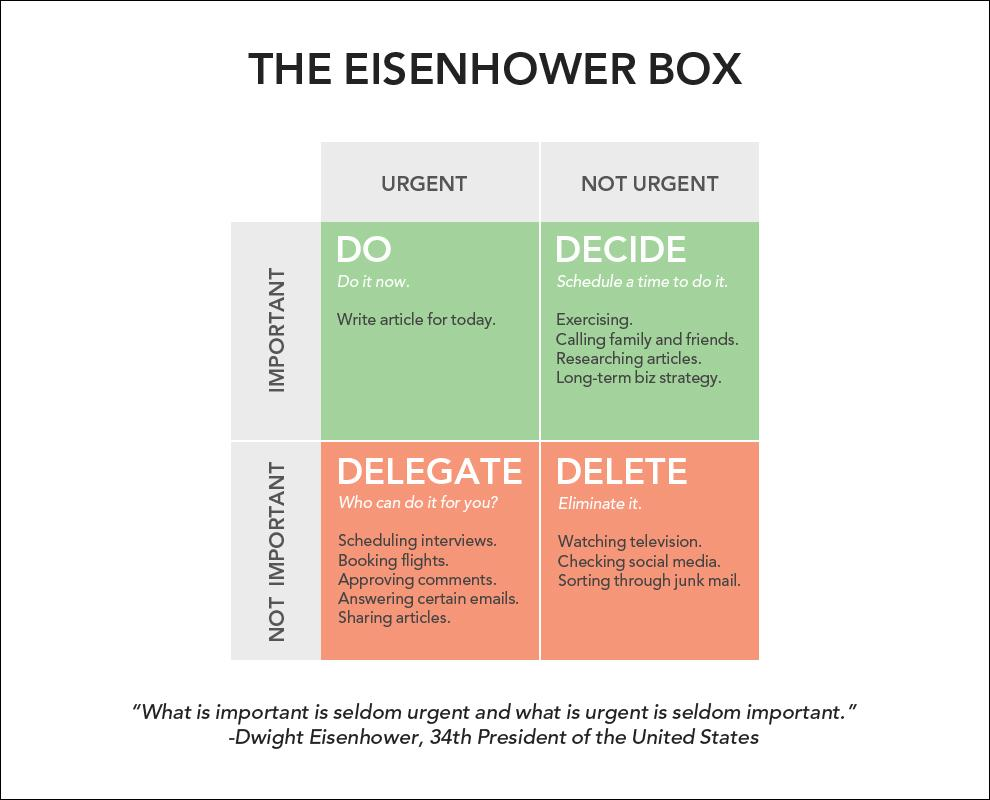 THE EISENHOWER BOX
URGENT
NOT URGENT
IMPORTANT
DO
Do it now.
Write article for today.
DECIDE
Schedule a time to do it.
Exercising.
Calling family and friends.
Researching articles.
Long-term biz strategy.
NOT IMPORTANT
DELEGATE
Who can do it for you?
Scheduling interviews.
Booking flights.
Approving comments.
Answering certain emails.
Sharing articles.
DELETE
Eliminate it.
Watching television.
Checking social media.
Sorting through junk mail.
“What is important is seldom urgent and what is urgent is seldom important.”
-Dwight Eisenhower, 34th President of the United States